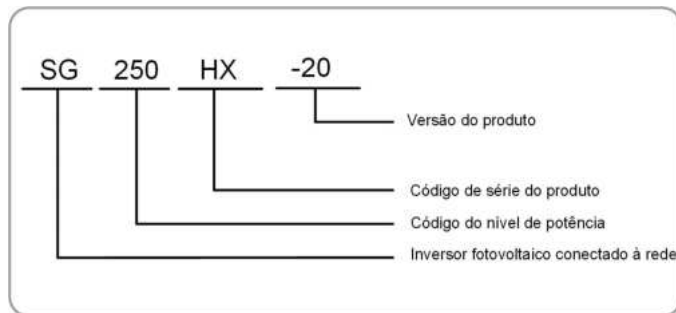 SG 250 HX -20
Versão do produto
Código de série do produto
Código do nível de potência
Inversor fotovoltaico conectado à rede